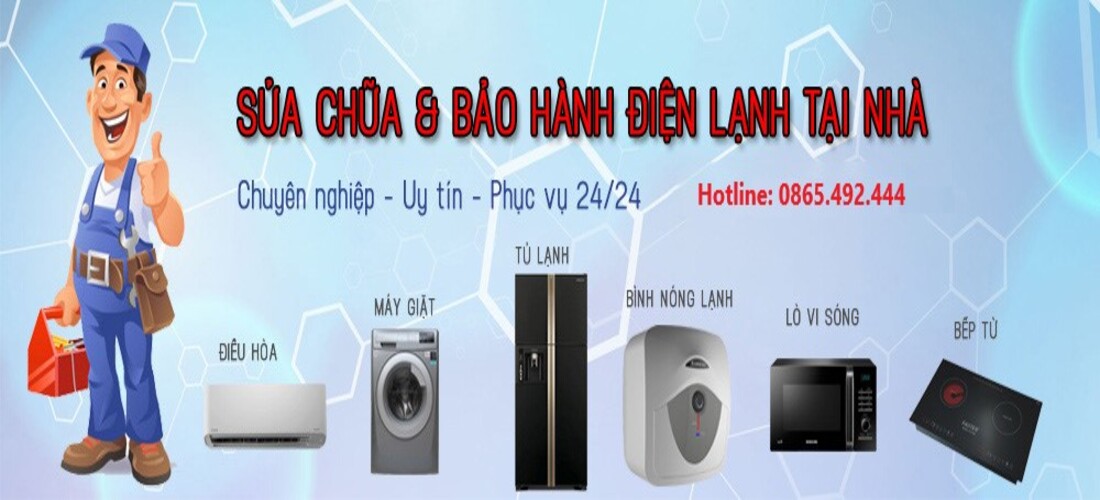 SỬA CHỮA & BẢO HÀNH ĐIỆN LẠNH TẠI NHÀ
Chuyên nghiệp - Uy tín - Phục vụ 24/24
Hotline: 0865.492.444
TỦ LẠNH
BÌNH NÓNG LẠNH
MÁY GIẶT
LÒ VI SÓNG
BẾP TỪ
ĐIỀU HÒA